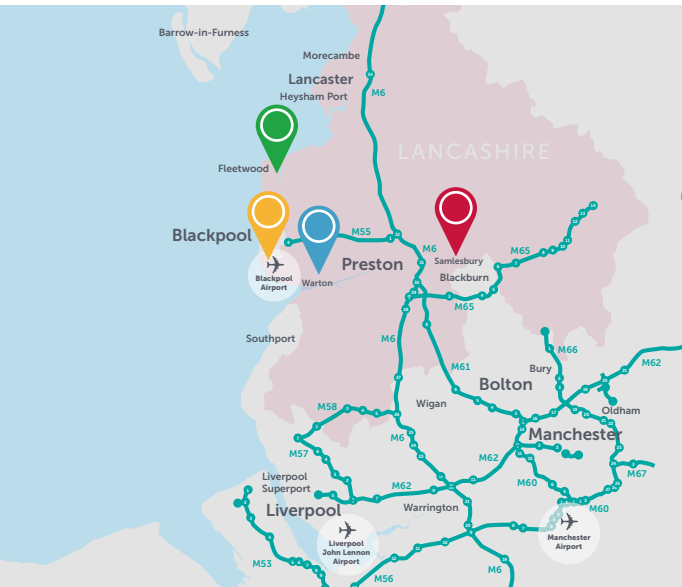 Barrow-in-Furness
Morecambe
Lancaster
M6
Heysham Port
LANCASHIRE
Fleetwood
Blackpool
M55
M6
M65
Preston
Samlesbury
Blackburn
Blackpool
Airport
Warton
M65
Southport
M6
M66
M62
M61
Bury
Bolton
M58
Wigan
Oldham
M6
Manchester
M57
M62
M67
Liverpool
Superport
M62
M60
Liverpool
Warrington
M60
Liverpool
John Lennon
Airport
Manchester
Airport
M53
M56
M6